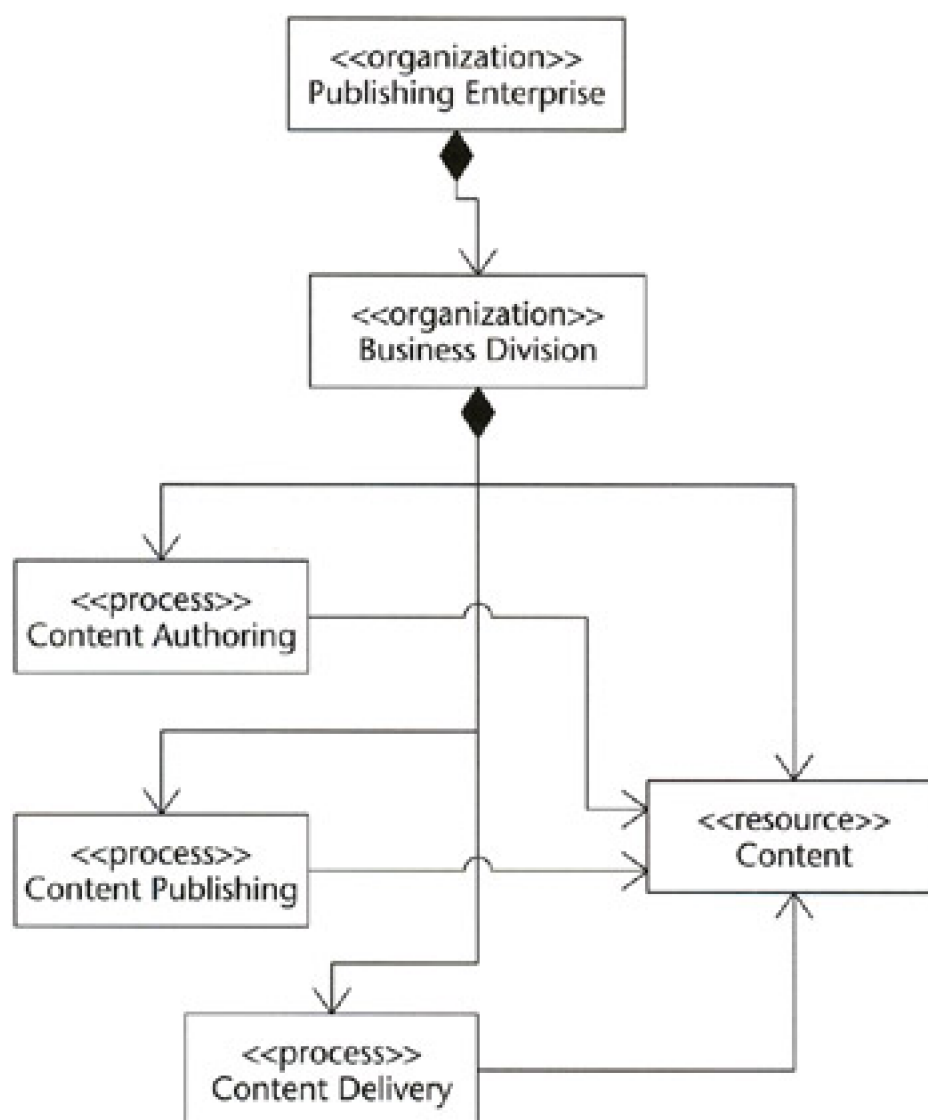 <<organization>>
Publishing Enterprise
<<organization>>
Business Division
<<process>>
Content Authoring
<<process>>
Content Publishing
<<resource>>
Content
<<process>>
Content Delivery